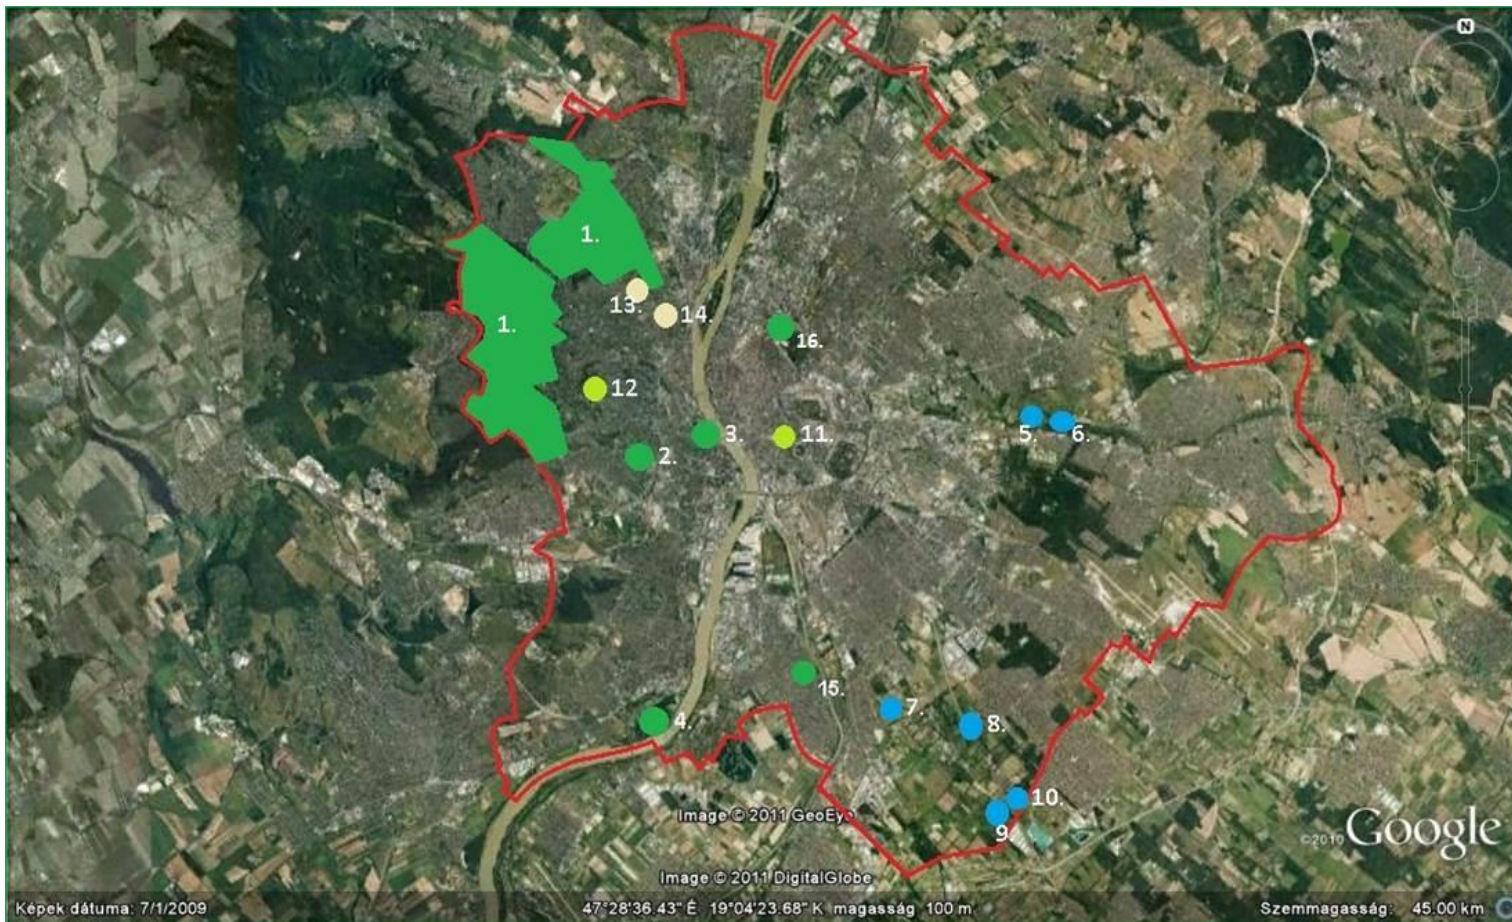 N
1.
13.
14.
1.
16.
12
5.
6.
3.
11.
2.
15.
7.
4.
8.
10.
9.
Image © 2011 GeoEye
©2010 Google
Image © 2011 DigitalGlobe
Képek dátuma: 7/1/2009
47°28'36.43" É 19°04'23.68" K magasság 100 m
Szemmagasság: 45.00 km